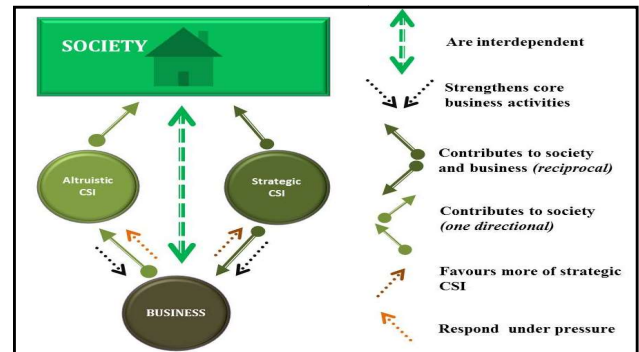 SOCIETY
Altruistic
CSI
Strategic
CSI
BUSINESS
Are interdependent
Strengthens core
business activities
Contributes to society
and business (reciprocal)
Contributes to society
(one directional)
Favours more of strategic
CSI
Respond under pressure